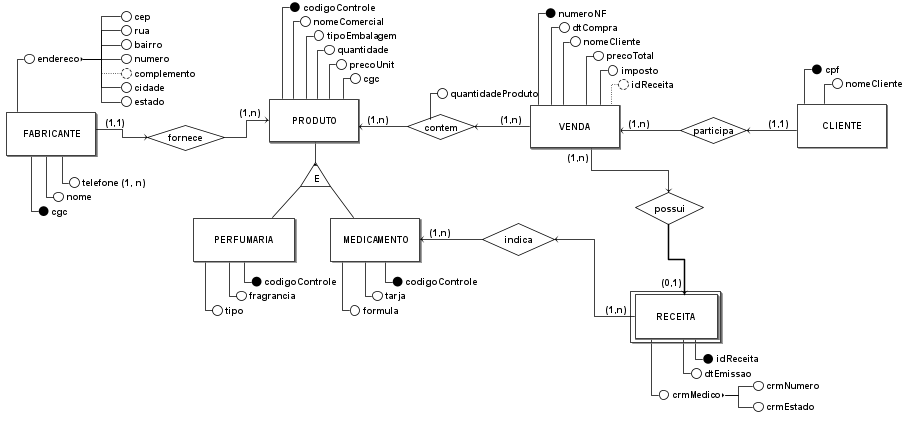 cep
rua
bairro
numero
complemento
cidade
estado
endereco
FABRICANTE
telefone (1, n)
nome
cgc
(1,1)
fornece
(1,n)
codigoControle
nomeComercial
tipoEmbalagem
quantidade
precoUnit
cgc
PRODUTO
(1,n)
quantidadeProduto
contem
(1,n)
numeroNF
dtCompra
nomeCliente
precoTotal
imposto
idReceita
VENDA
(1,n)
participa
(1,1)
cpf
nomeCliente
CLIENTE
(1,n)
possui
(0,1)
E
PERFUMARIA
codigoControle
fragrancia
tipo
MEDICAMENTO
codigoControle
tarja
formula
(1,n)
indica
(1,n)
RECEITA
idReceita
dtEmissao
crmMedico
crmNumero
crmEstado